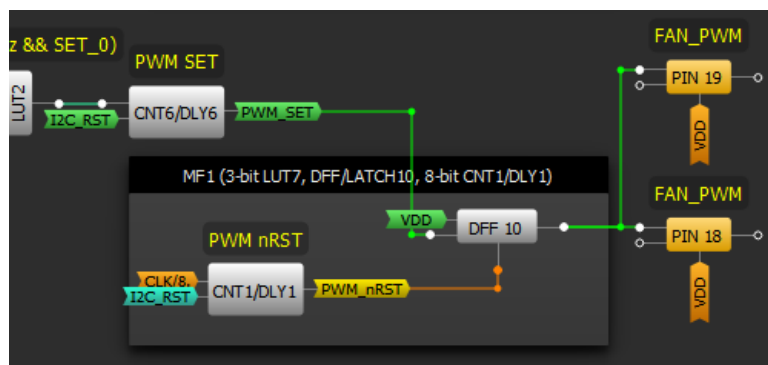 z && SET_0)
PWM SET
FAN_PWM
LUT2
I2C_RST
CNT6/DLY6
PWM_SET
PIN 19
VDD
MF1 (3-bit LUT7, DFF/LATCH10, 8-bit CNT1/DLY1)
FAN_PWM
VDD
DFF 10
PIN 18
PWM nRST
CLK/8.
I2C_RST
CNT1/DLY1
PWM_nRST
VDD